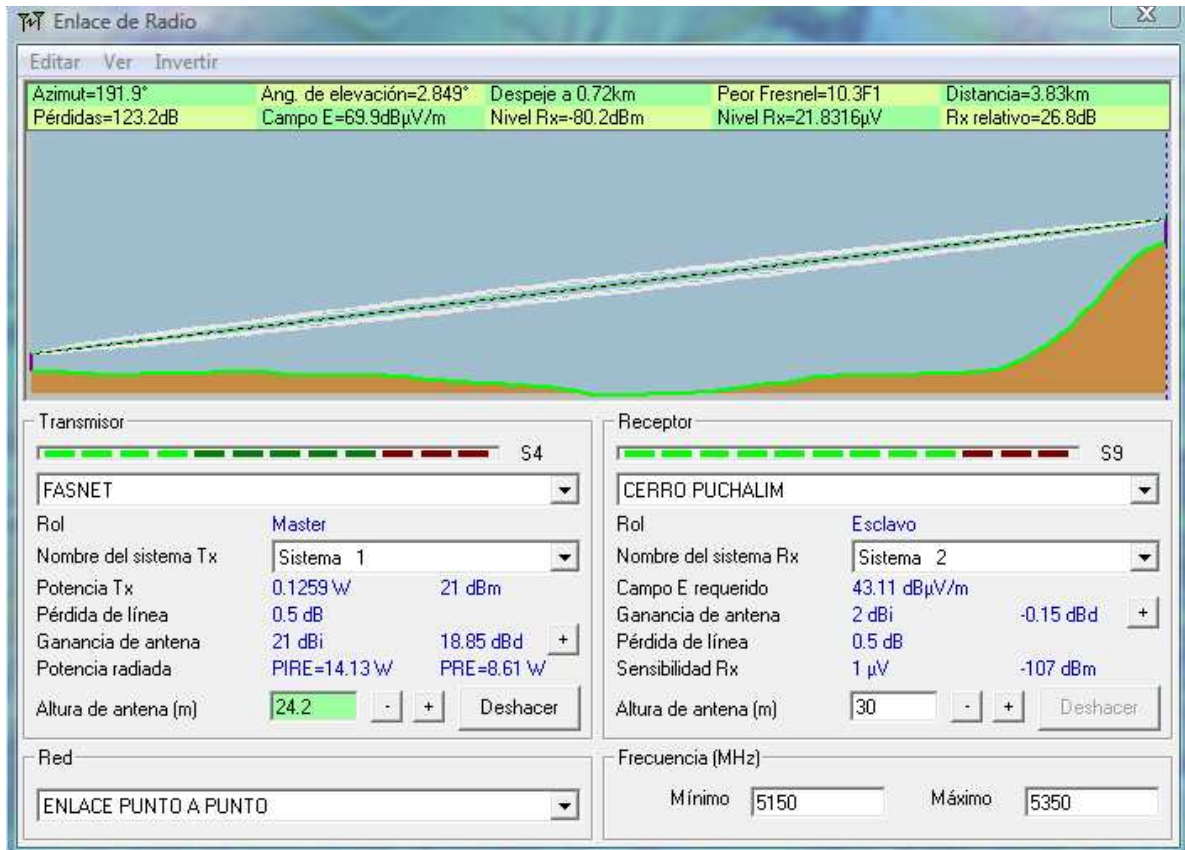 Enlace de Radio
Editar Ver Invertir
Azimut=191.9° Ang. de elevación=2.849° Despeje a 0.72km Peor Fresnel=10.3F1 Distancia=3.83km
Pérdidas=123.2dB Campo E=69.9dBμV/m Nivel Rx=-80.2dBm Nivel Rx=21.8316μV Rx relativo=26.8dB
Transmisor
S4
FASNET
Rol Master
Nombre del sistema Tx Sistema 1
Potencia Tx 0.1259 W 21 dBm
Pérdida de línea 0.5 dB
Ganancia de antena 21 dBi 18.85 dBd +
Potencia radiada PIRE=14.13 W PRE=8.61 W
Altura de antena (m) 24.2 - + Deshacer
Receptor
S9
CERRO PUCHALIM
Rol Esclavo
Nombre del sistema Rx Sistema 2
Campo E requerido 43.11 dBμV/m
Ganancia de antena 2 dBi -0.15 dBd +
Pérdida de línea 0.5 dB
Sensibilidad Rx 1 μV -107 dBm
Altura de antena (m) 30 - + Deshacer
Red
ENLACE PUNTO A PUNTO
Frecuencia (MHz)
Mínimo 5150 Máximo 5350